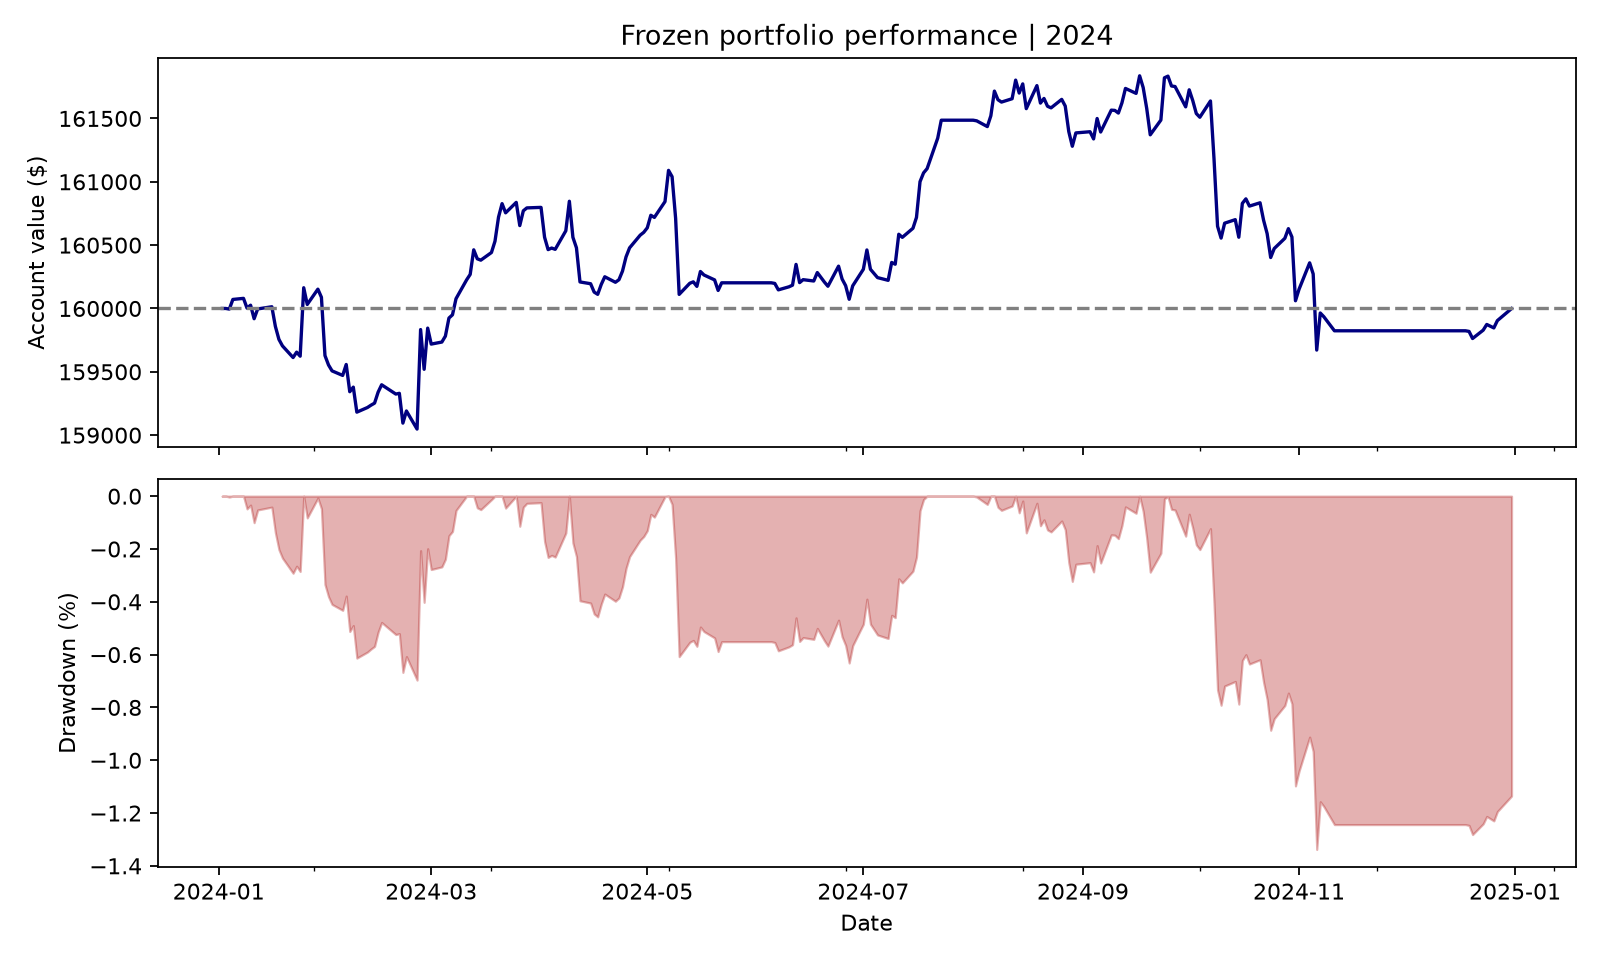 Frozen portfolio performance | 2024
Account value ($)
161500
161000
160500
160000
159500
159000
Drawdown (%)
0.0
−0.2
−0.4
−0.6
−0.8
−1.0
−1.2
−1.4
2024-01 2024-03 2024-05 2024-07 2024-09 2024-11 2025-01
Date